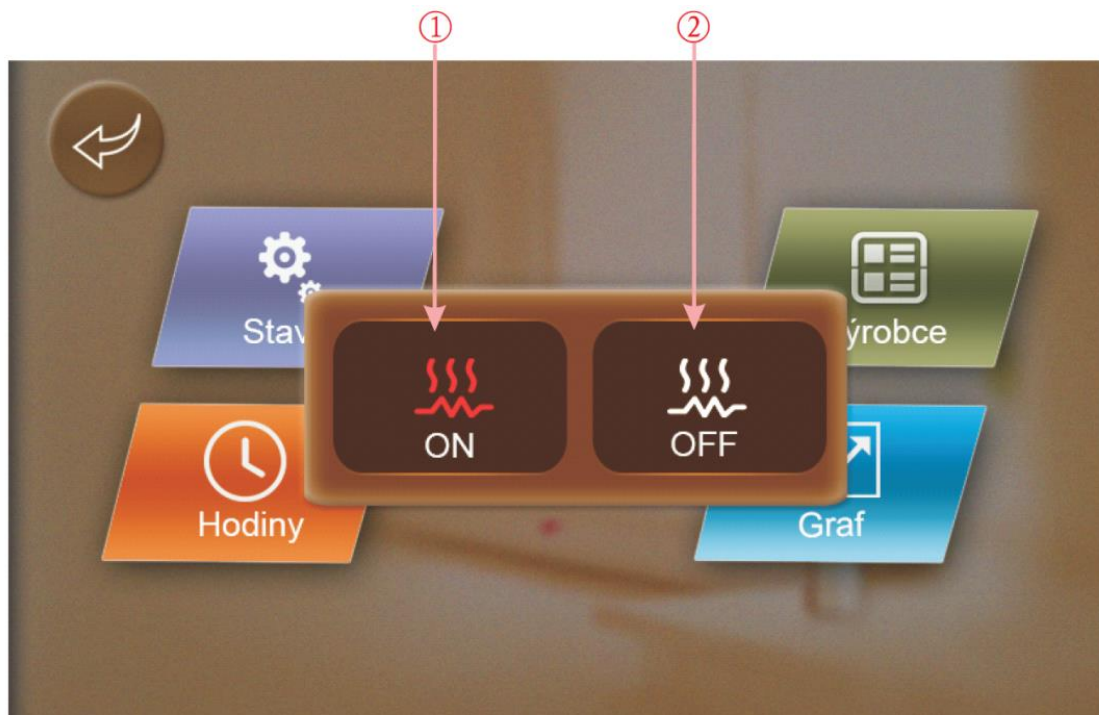 ① ②
Stav
ýrobce
ON OFF
Hodiny
Graf